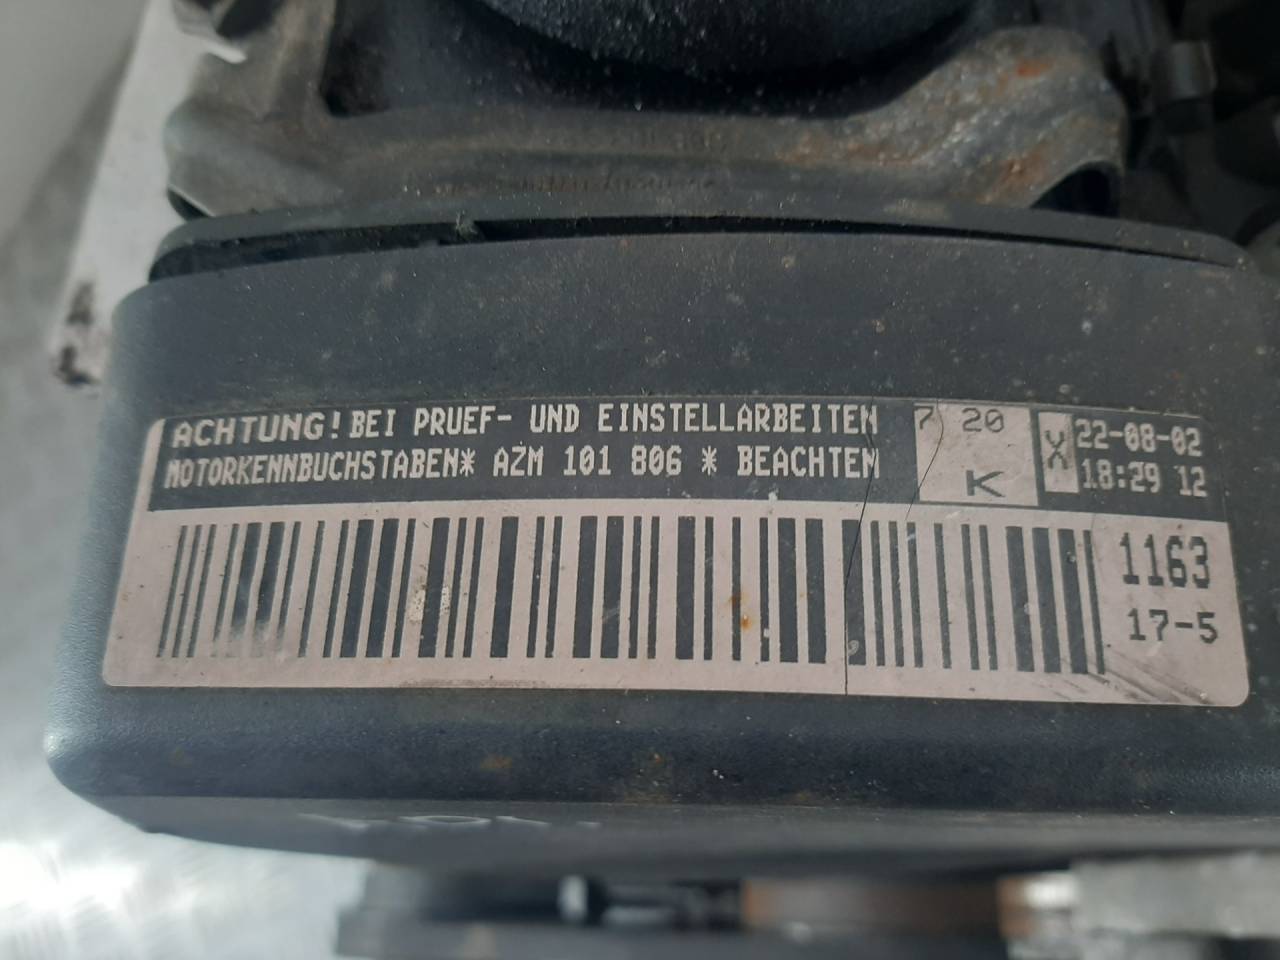 ACHTUNG! BEI PRUEF- UND EINSTELLARBEITEN
MOTORKENNBUCHSTABEN* AZM 101 806 * BEACHTEN
7 20
K
X
22-08-02
18:29 12
1163
17-5